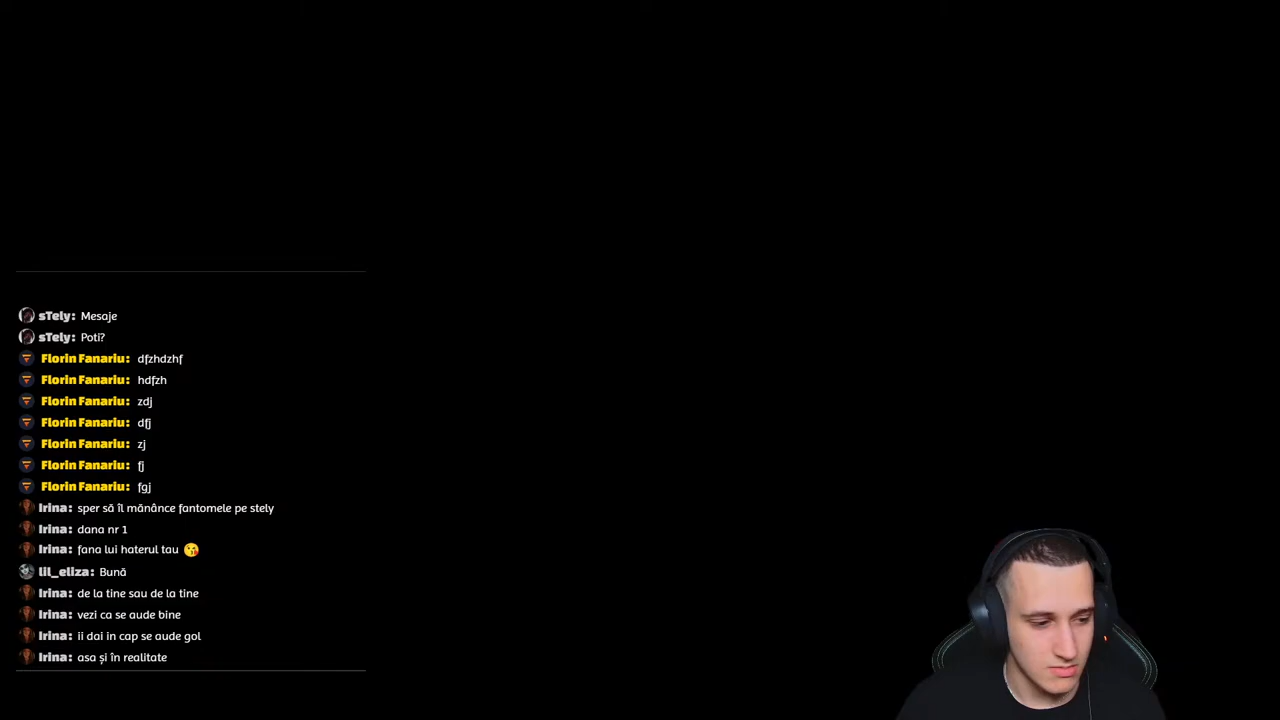 sTely: Mesaje
sTely: Poti?
Florin Fanariu: dfzhdzhf
Florin Fanariu: hdfzh
Florin Fanariu: zdj
Florin Fanariu: dfj
Florin Fanariu: zj
Florin Fanariu: fj
Florin Fanariu: fgj
Irina: sper să îl mănânce fantomele pe stely
Irina: dana nr 1
Irina: fana lui haterul tau 😘
lil_eliza: Bună
Irina: de la tine sau de la tine
Irina: vezi ca se aude bine
Irina: ii dai in cap se aude gol
Irina: asa și în realitate